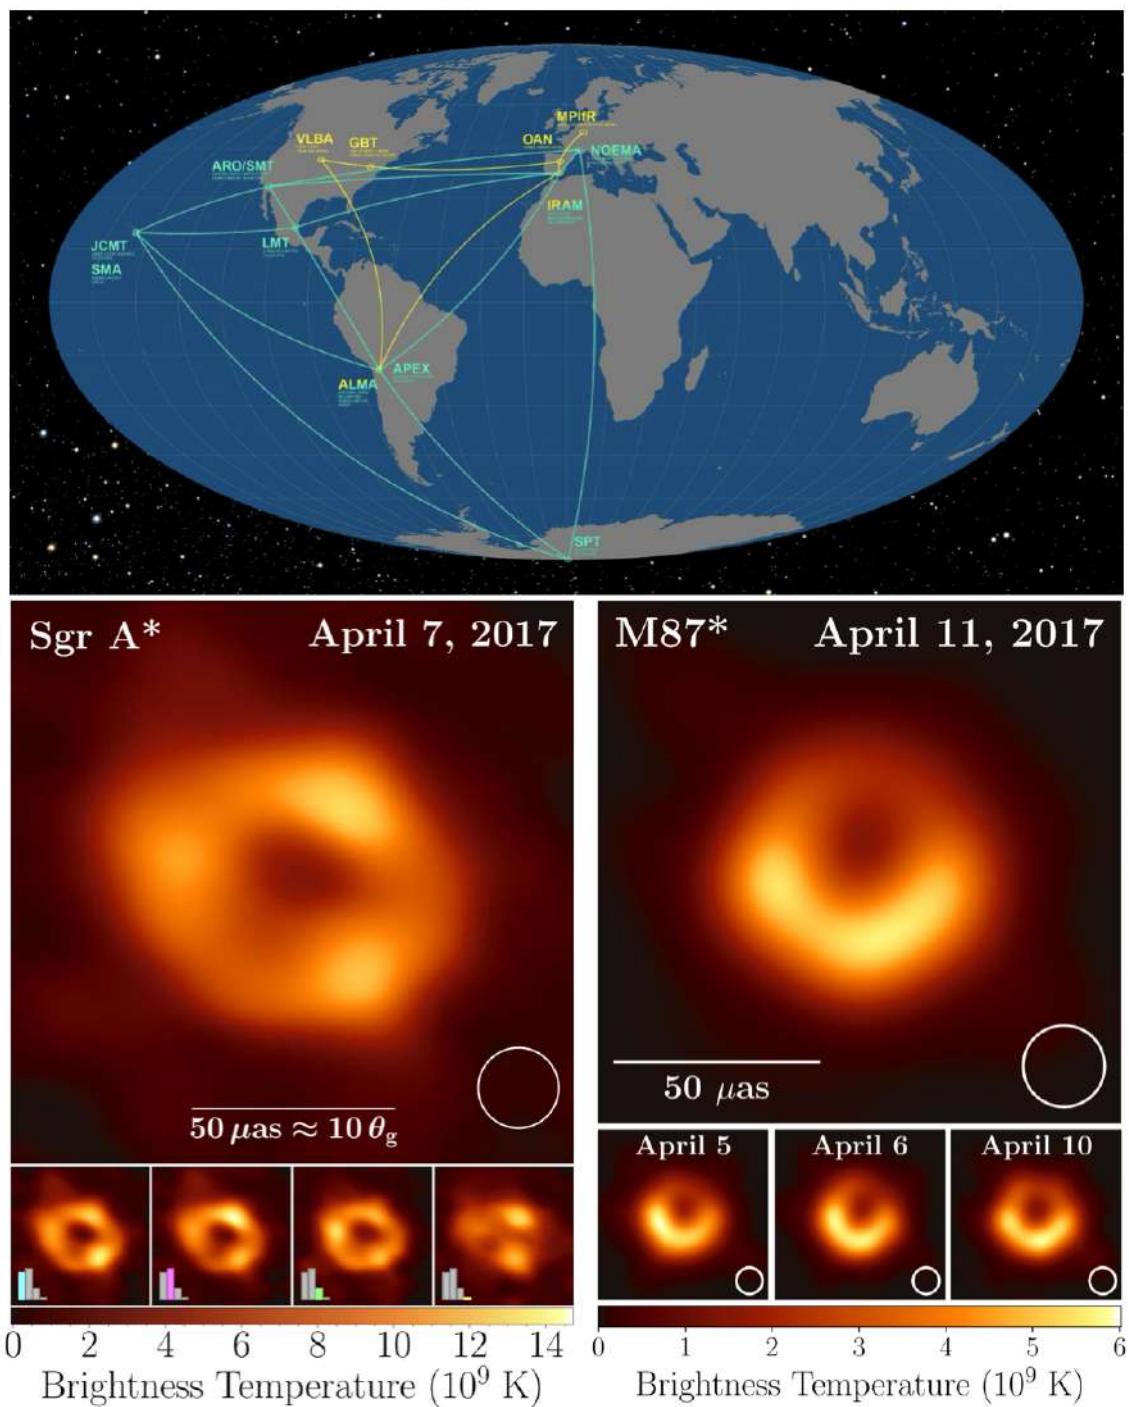 MPIfR
VLBA
GBT
OAN
NOEMA
ARO/SMT
IRAM
JCMT
LMT
SMA
ALMA
APEX
SPT
Sgr A* April 7, 2017
50 μas ≈ 10 θg
0 2 4 6 8 10 12 14
Brightness Temperature (10⁹ K)
M87* April 11, 2017
50 μas
April 5
April 6
April 10
0 1 2 3 4 5 6
Brightness Temperature (10⁹ K)